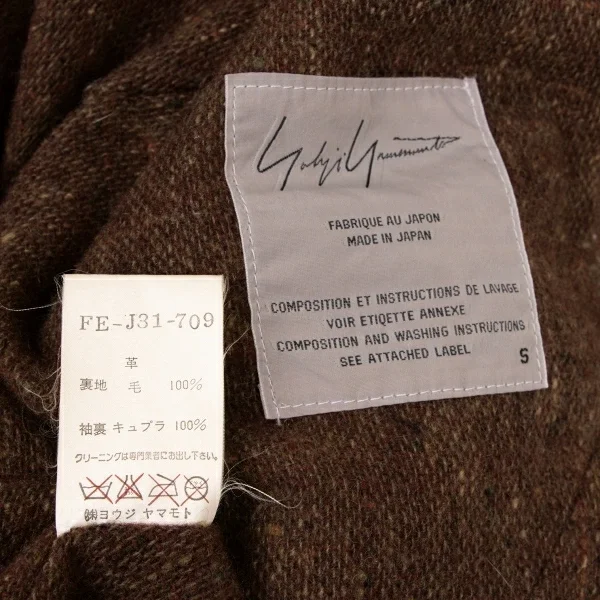 Yohji Yamamoto
FABRIQUE AU JAPON
MADE IN JAPAN
COMPOSITION ET INSTRUCTIONS DE LAVAGE
VOIR ETIQETTE ANNEXE
COMPOSITION AND WASHING INSTRUCTIONS
SEE ATTACHED LABEL
S
FE-J31-709
革
裏地 毛 100%
袖裏 キュプラ 100%
クリーニングは専門業者にお出し下さい。
㈱ヨウジ ヤマモト